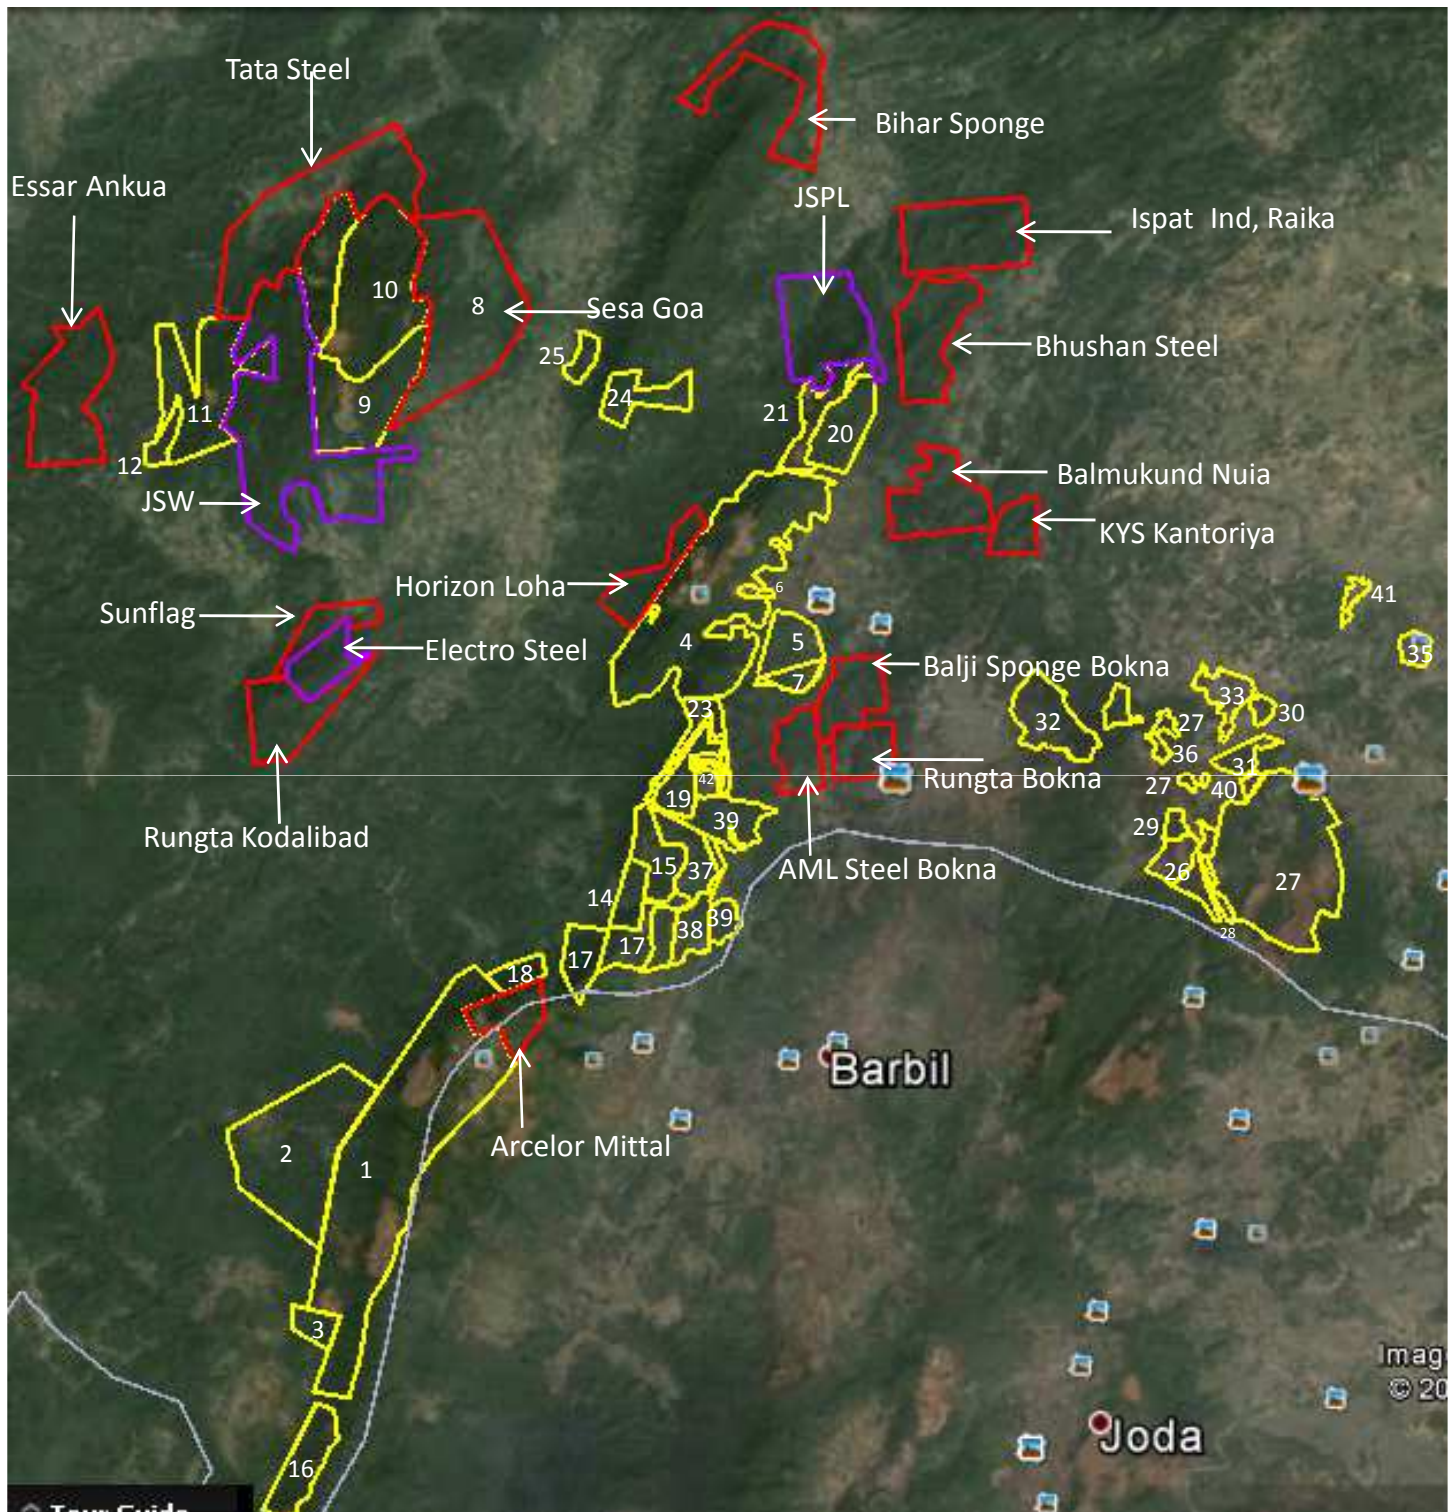 Tata Steel
Bihar Sponge
Essar Ankua
JSPL
Ispat Ind, Raika
10
8
Sesa Goa
25
Bhushan Steel
24
9
11
21
20
12
JSW
Balmukund Nuia
KYS Kantoriya
Horizon Loha
6
41
Sunflag
Electro Steel
4
5
35
Balji Sponge Bokna
7
33
23
32
27
30
36
31
42
Rungta Bokna
27
40
19
39
29
Rungta Kodalibad
15
37
AML Steel Bokna
26
27
14
39
38
28
17
17
18
Barbil
Arcelor Mittal
2
1
3
Imag
© 20
Joda
16
Tour Guide